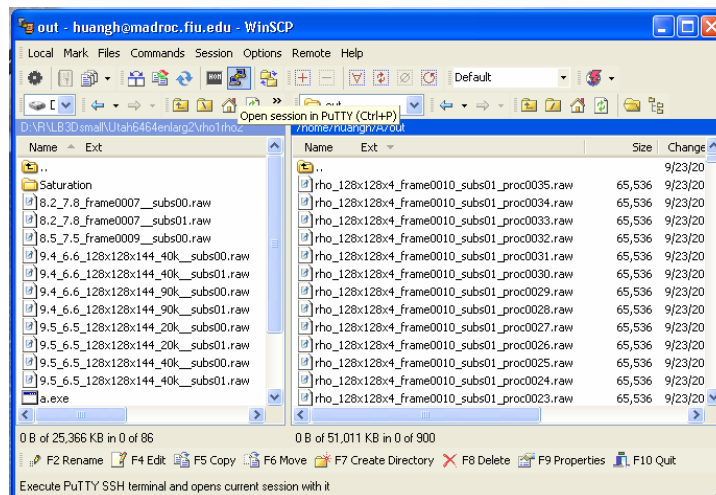 out - huangh@madroc.fiu.edu - WinSCP
Local Mark Files Commands Session Options Remote Help
Default
out
Open session in PuTTY (Ctrl+P)
D:\R\LB3Dsmall\Utah6464enlarg2\rho1rho2
/home/huangh/A7out
Name Ext
Name Ext Size Change
..
Saturation
8.2_7.8_frame0007__subs00.raw
8.2_7.8_frame0007__subs01.raw
8.5_7.5_frame0009__subs00.raw
9.4_6.6_128x128x144_40k__subs00.raw
9.4_6.6_128x128x144_40k__subs01.raw
9.4_6.6_128x128x144_90k__subs00.raw
9.4_6.6_128x128x144_90k__subs01.raw
9.5_6.5_128x128x144_20k__subs00.raw
9.5_6.5_128x128x144_20k__subs01.raw
9.5_6.5_128x128x144_40k__subs00.raw
9.5_6.5_128x128x144_40k__subs01.raw
a.exe
.. 9/23/20
rho_128x128x4_frame0010_subs01_proc0035.raw 65,536 9/23/20
rho_128x128x4_frame0010_subs01_proc0034.raw 65,536 9/23/20
rho_128x128x4_frame0010_subs01_proc0033.raw 65,536 9/23/20
rho_128x128x4_frame0010_subs01_proc0032.raw 65,536 9/23/20
rho_128x128x4_frame0010_subs01_proc0031.raw 65,536 9/23/20
rho_128x128x4_frame0010_subs01_proc0030.raw 65,536 9/23/20
rho_128x128x4_frame0010_subs01_proc0029.raw 65,536 9/23/20
rho_128x128x4_frame0010_subs01_proc0028.raw 65,536 9/23/20
rho_128x128x4_frame0010_subs01_proc0027.raw 65,536 9/23/20
rho_128x128x4_frame0010_subs01_proc0026.raw 65,536 9/23/20
rho_128x128x4_frame0010_subs01_proc0025.raw 65,536 9/23/20
rho_128x128x4_frame0010_subs01_proc0024.raw 65,536 9/23/20
rho_128x128x4_frame0010_subs01_proc0023.raw 65,536 9/23/20
0 B of 25,366 KB in 0 of 86
0 B of 51,011 KB in 0 of 900
F2 Rename F4 Edit F5 Copy F6 Move F7 Create Directory F8 Delete F9 Properties F10 Quit
Execute PuTTY SSH terminal and opens current session with it